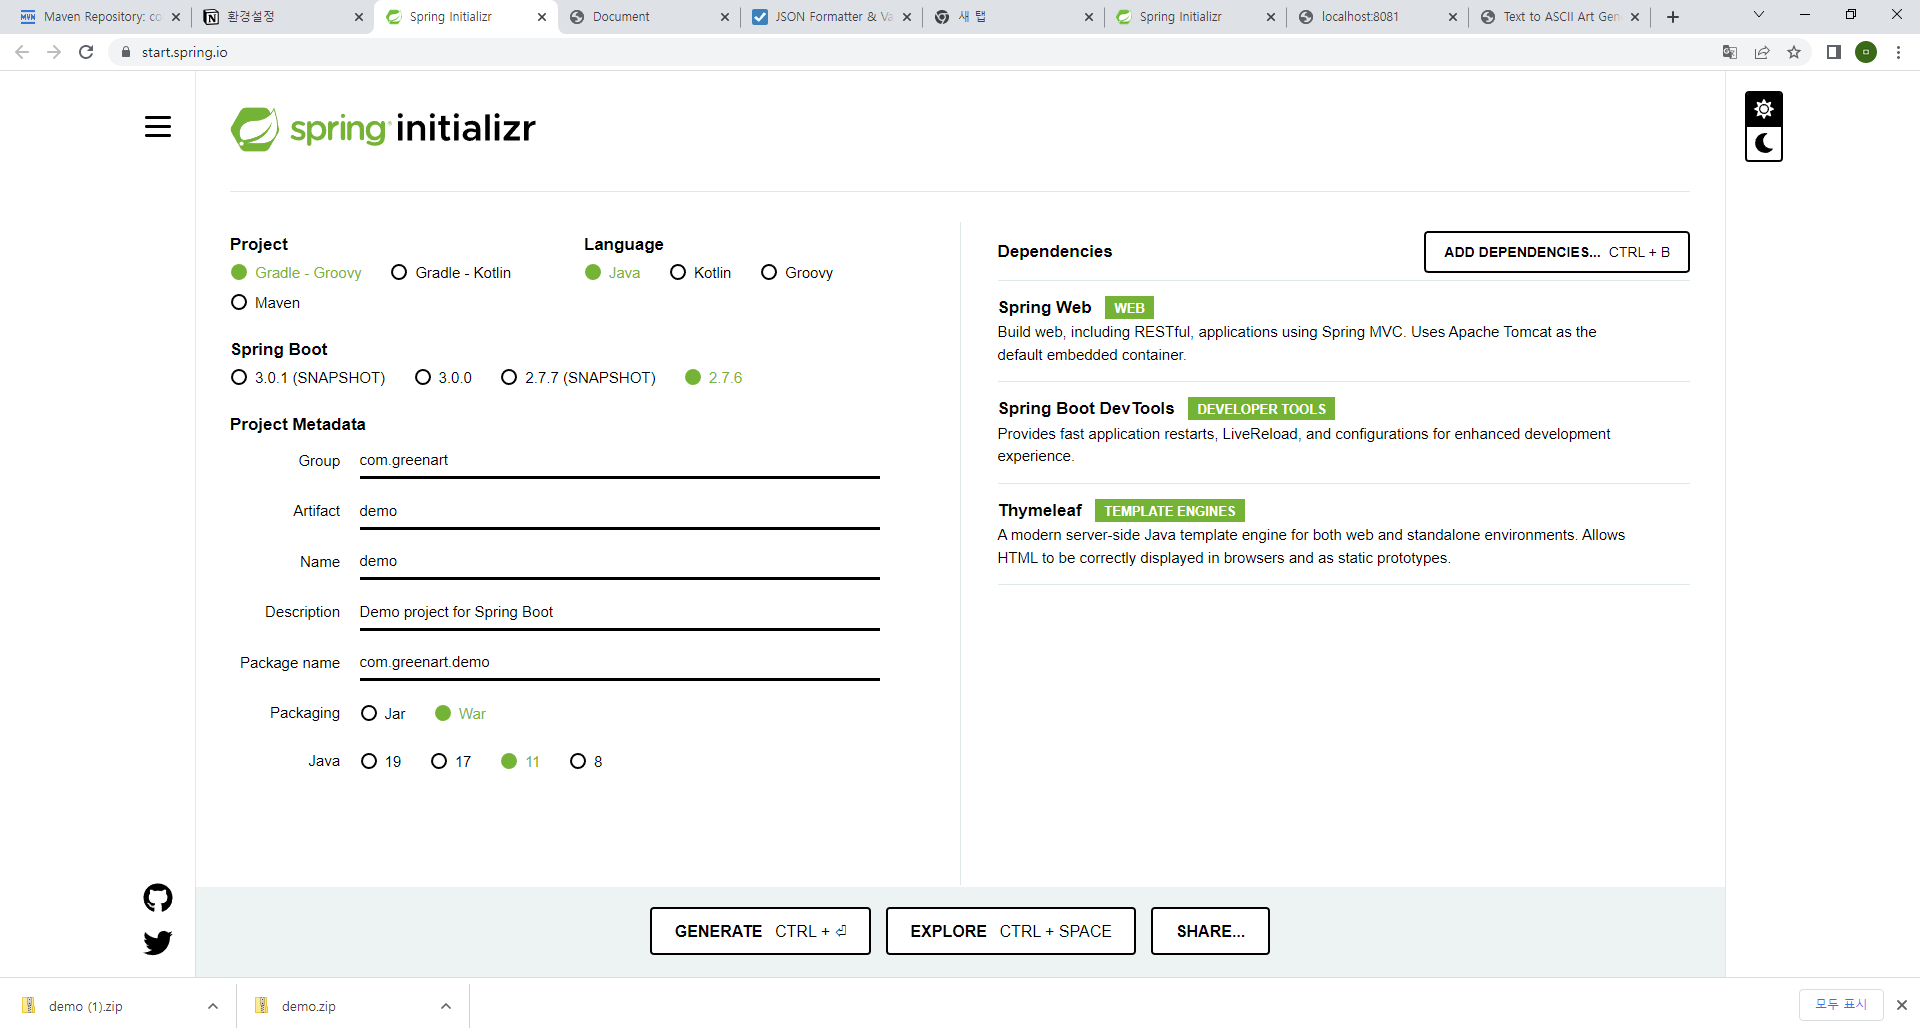 Maven Repository: co
환경설정
Spring Initializr
Document
JSON Formatter & Va
새 탭
Spring Initializr
localhost:8081
Text to ASCII Art Gen
start.spring.io
spring initializr
Project
Gradle - Groovy
Gradle - Kotlin
Maven
Language
Java
Kotlin
Groovy
Spring Boot
3.0.1 (SNAPSHOT)
3.0.0
2.7.7 (SNAPSHOT)
2.7.6
Project Metadata
Group
com.greenart
Artifact
demo
Name
demo
Description
Demo project for Spring Boot
Package name
com.greenart.demo
Packaging
Jar
War
Java
19
17
11
8
Dependencies
ADD DEPENDENCIES... CTRL + B
Spring Web WEB
Build web, including RESTful, applications using Spring MVC. Uses Apache Tomcat as the
default embedded container.
Spring Boot DevTools DEVELOPER TOOLS
Provides fast application restarts, LiveReload, and configurations for enhanced development
experience.
Thymeleaf TEMPLATE ENGINES
A modern server-side Java template engine for both web and standalone environments. Allows
HTML to be correctly displayed in browsers and as static prototypes.
GENERATE CTRL + ⏎
EXPLORE CTRL + SPACE
SHARE...
demo (1).zip
demo.zip
모두 표시